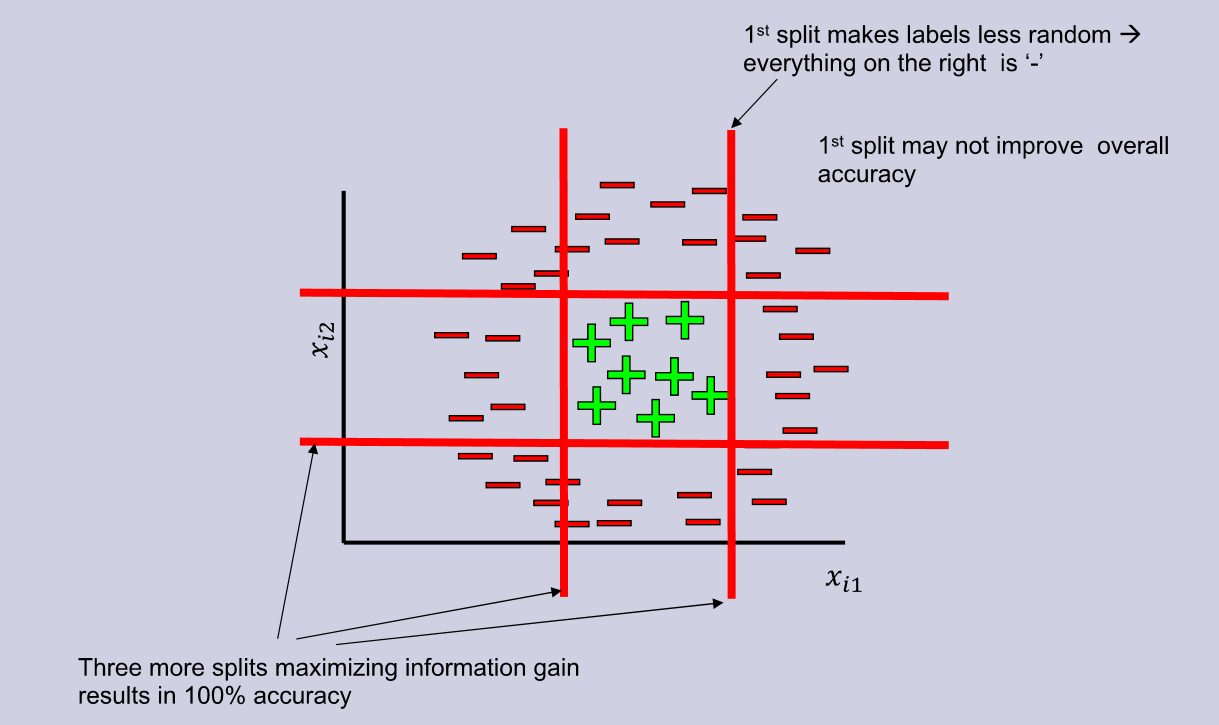 1st split makes labels less random →
everything on the right is ‘-’
1st split may not improve overall
accuracy
x_{i2}
x_{i1}
Three more splits maximizing information gain
results in 100% accuracy